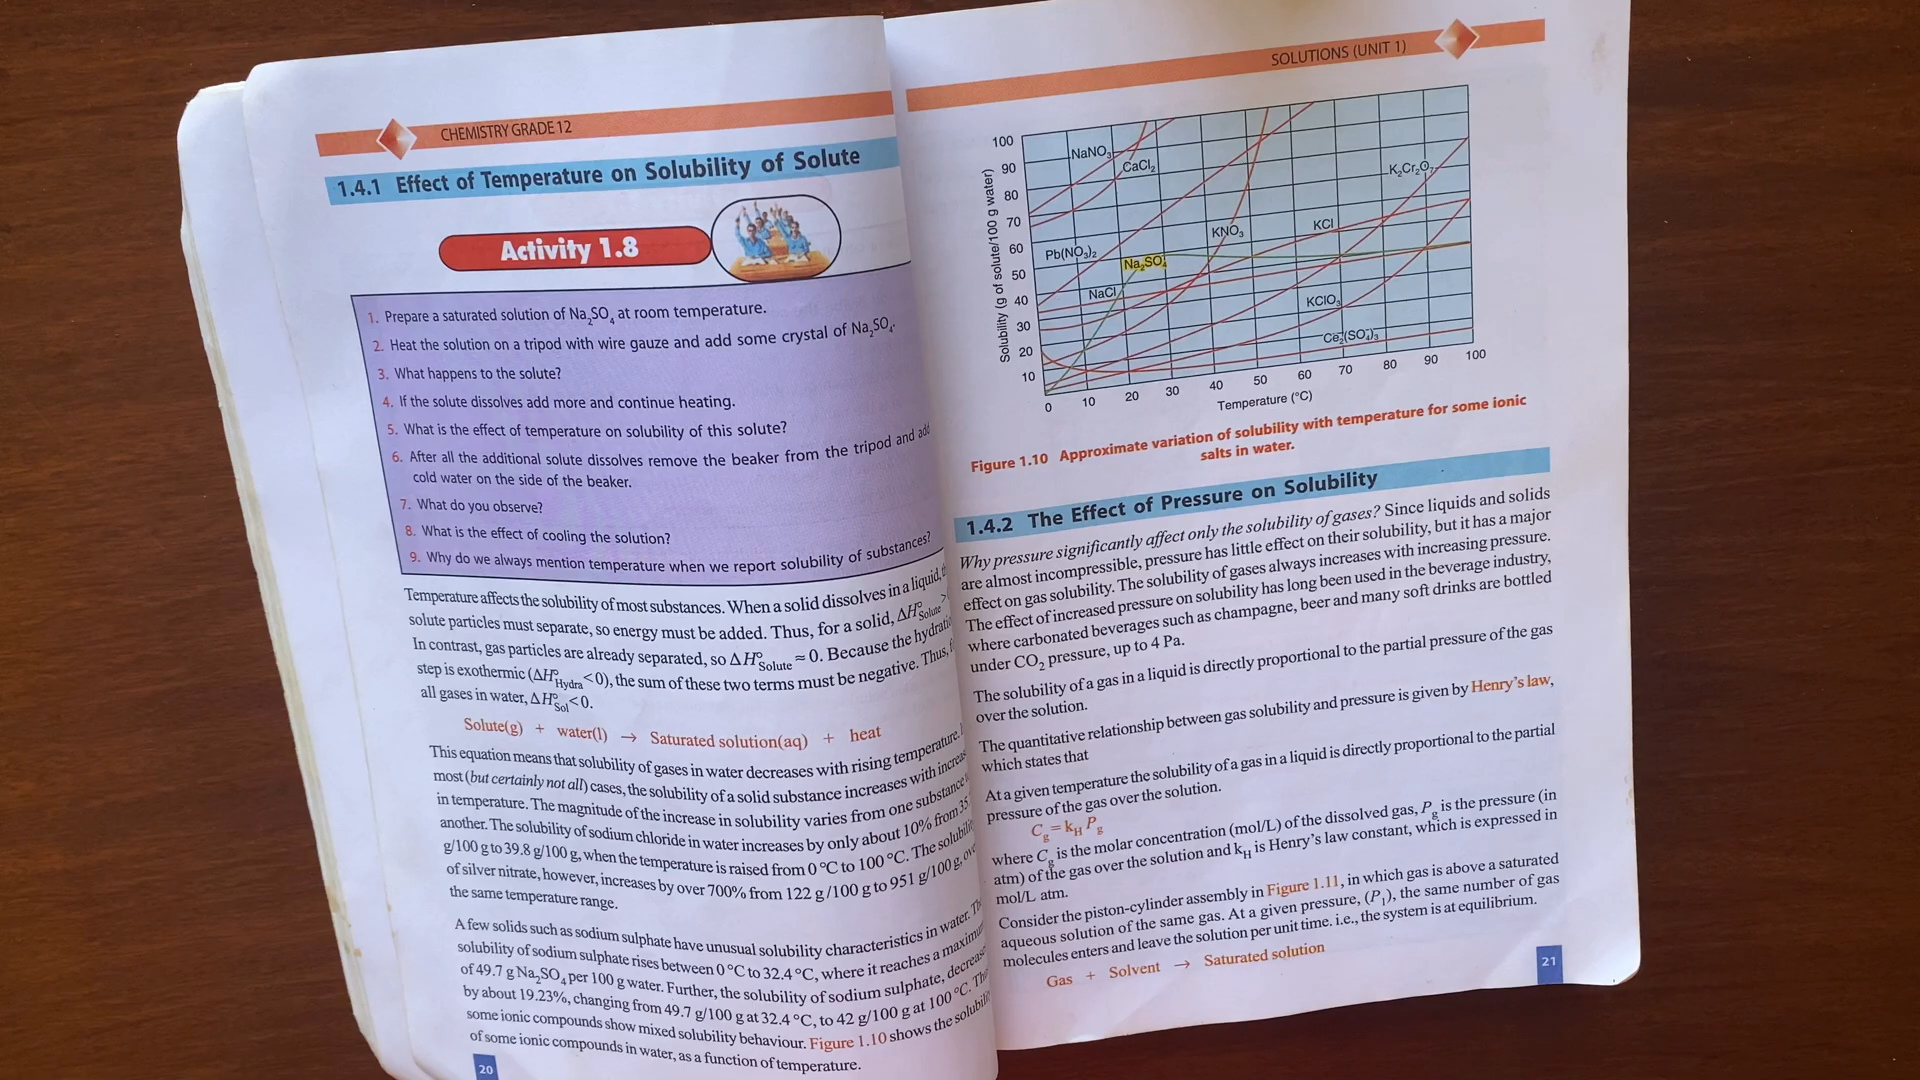 CHEMISTRY GRADE 12
1.4.1 Effect of Temperature on Solubility of Solute
Activity 1.8
1. Prepare a saturated solution of Na₂SO₄ at room temperature.
2. Heat the solution on a tripod with wire gauze and add some crystal of Na₂SO₄.
3. What happens to the solute?
4. If the solute dissolves add more and continue heating.
5. What is the effect of temperature on solubility of this solute?
6. After all the additional solute dissolves remove the beaker from the tripod and add
cold water on the side of the beaker.
7. What do you observe?
8. What is the effect of cooling the solution?
9. Why do we always mention temperature when we report solubility of substances?
Temperature affects the solubility of most substances. When a solid dissolves in a liquid,
solute particles must separate, so energy must be added. Thus, for a solid, ΔH°Solute >
In contrast, gas particles are already separated, so ΔH°Solute ≈ 0. Because the
step is exothermic (ΔH°Hydra < 0), the sum of these two terms must be negative. Thus,
all gases in water, ΔH°Sol < 0.
Solute(g) + water(l) → Saturated solution(aq) + heat
This equation means that solubility of gases in water decreases with rising temperature.
most (but certainly not all) cases, the solubility of a solid substance increases with
in temperature. The magnitude of the increase in solubility varies from one substance
another. The solubility of sodium chloride in water increases by only about 10% from
g/100 g to 39.8 g/100 g, when the temperature is raised from 0 °C to 100 °C. The
of silver nitrate, however, increases by over 700% from 122 g/100 g to 951 g/100 g,
the same temperature range.
A few solids such as sodium sulphate have unusual solubility characteristics in water.
solubility of sodium sulphate rises between 0 °C to 32.4 °C, where it reaches a
of 49.7 g Na₂SO₄ per 100 g water. Further, the solubility of sodium sulphate,
by about 19.23%, changing from 49.7 g/100 g at 32.4 °C, to 42 g/100 g at 100 °C.
some ionic compounds show mixed solubility behaviour. Figure 1.10 shows the
of some ionic compounds in water, as a function of temperature.
20
SOLUTIONS (UNIT 1)
Solubility (g of solute/100 g water)
100
90
80
70
60
50
40
30
20
10
NaNO₃
CaCl₂
K₂Cr₂O₇
KNO₃
KCl
Pb(NO₃)₂
Na₂SO₄
NaCl
KClO₃
Ce₂(SO₄)₃
0 10 20 30 40 50 60 70 80 90 100
Temperature (°C)
Figure 1.10 Approximate variation of solubility with temperature for some ionic
salts in water.
1.4.2 The Effect of Pressure on Solubility
Why pressure significantly affect only the solubility of gases? Since liquids and solids
are almost incompressible, pressure has little effect on their solubility, but it has a major
effect on gas solubility. The solubility of gases always increases with increasing pressure.
The effect of increased pressure on solubility has long been used in the beverage industry,
where carbonated beverages such as champagne, beer and many soft drinks are bottled
under CO₂ pressure, up to 4 Pa.
The solubility of a gas in a liquid is directly proportional to the partial pressure of the gas
over the solution.
The quantitative relationship between gas solubility and pressure is given by Henry's law,
which states that
At a given temperature the solubility of a gas in a liquid is directly proportional to the partial
pressure of the gas over the solution.
Cg = kH Pg
where Cg is the molar concentration (mol/L) of the dissolved gas, Pg is the pressure (in
atm) of the gas over the solution and kH is Henry's law constant, which is expressed in
mol/L atm.
Consider the piston-cylinder assembly in Figure 1.11, in which gas is above a saturated
aqueous solution of the same gas. At a given pressure, (P₁), the same number of gas
molecules enters and leave the solution per unit time. i.e., the system is at equilibrium.
Gas + Solvent → Saturated solution
21